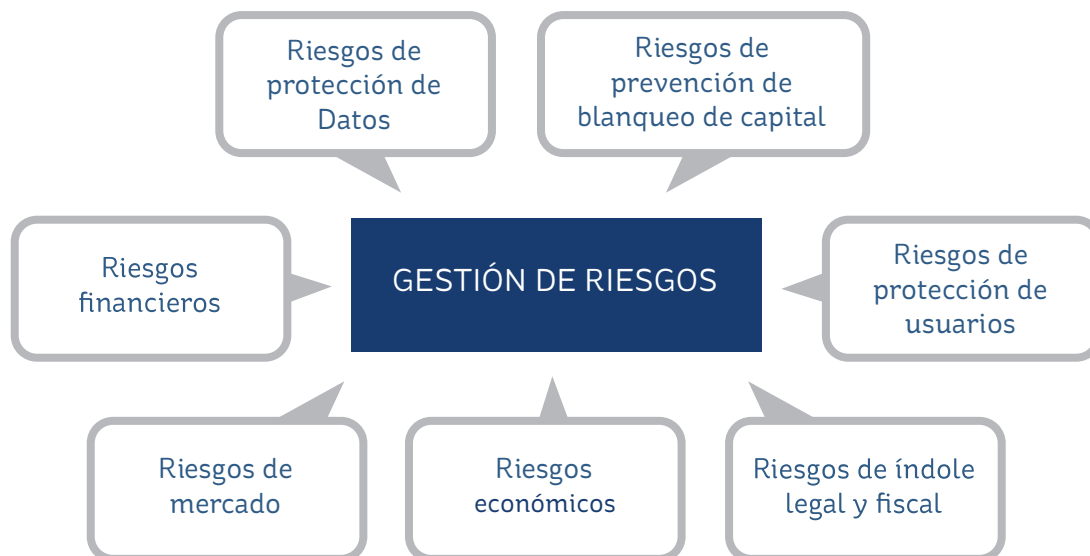 Riesgos de
protección de
Datos
Riesgos de
prevención de
blanqueo de capital
Riesgos
financieros
GESTIÓN DE RIESGOS
Riesgos de
protección de
usuarios
Riesgos de
mercado
Riesgos
económicos
Riesgos de índole
legal y fiscal